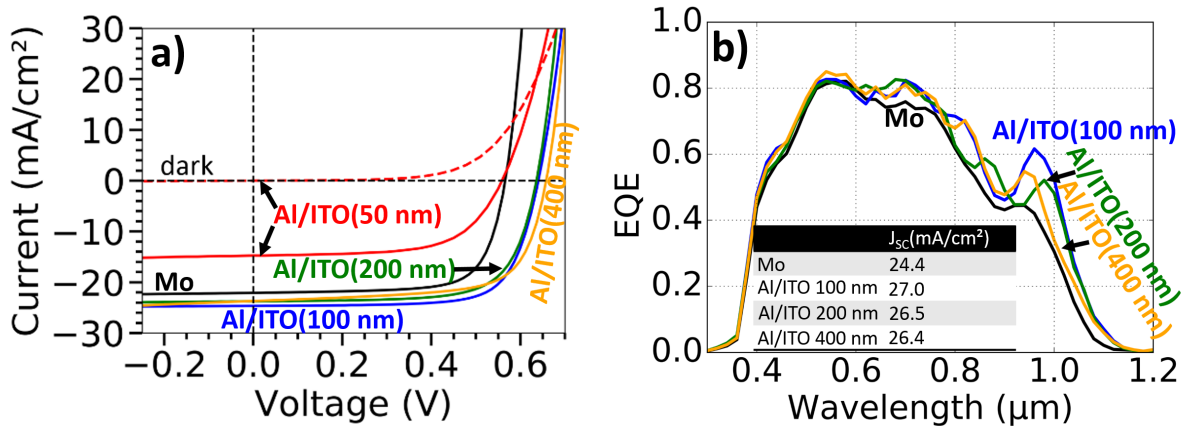 a)
Current (mA/cm²)
30
20
10
0
−10
−20
−30
dark
Al/ITO(50 nm)
Al/ITO(200 nm)
Mo
Al/ITO(100 nm)
Al/ITO(400 nm)
−0.2
0.0
0.2
0.4
0.6
Voltage (V)
b)
EQE
1.0
0.8
0.6
0.4
0.2
0.0
Mo
Al/ITO(100 nm)
Al/ITO(200 nm)
Al/ITO(400 nm)
JSC(mA/cm²)
Mo 24.4
Al/ITO 100 nm 27.0
Al/ITO 200 nm 26.5
Al/ITO 400 nm 26.4
0.4
0.6
0.8
1.0
1.2
Wavelength (μm)